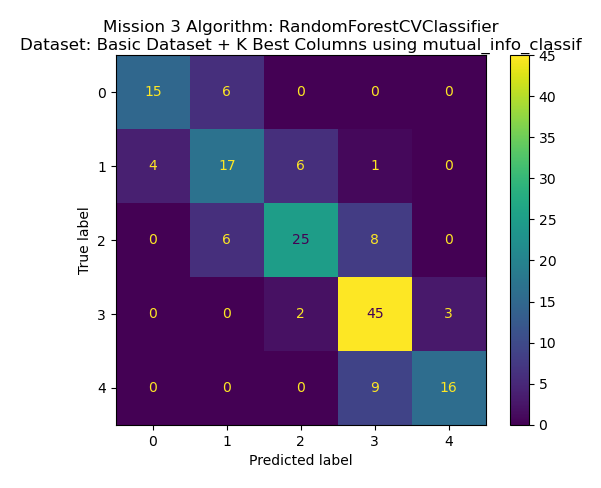 Mission 3 Algorithm: RandomForestCVClassifier
Dataset: Basic Dataset + K Best Columns using mutual_info_classif
0 15 6 0 0 0
1 4 17 6 1 0
2 0 6 25 8 0
3 0 0 2 45 3
4 0 0 0 9 16
0 1 2 3 4
True label
Predicted label
45
40
35
30
25
20
15
10
5
0